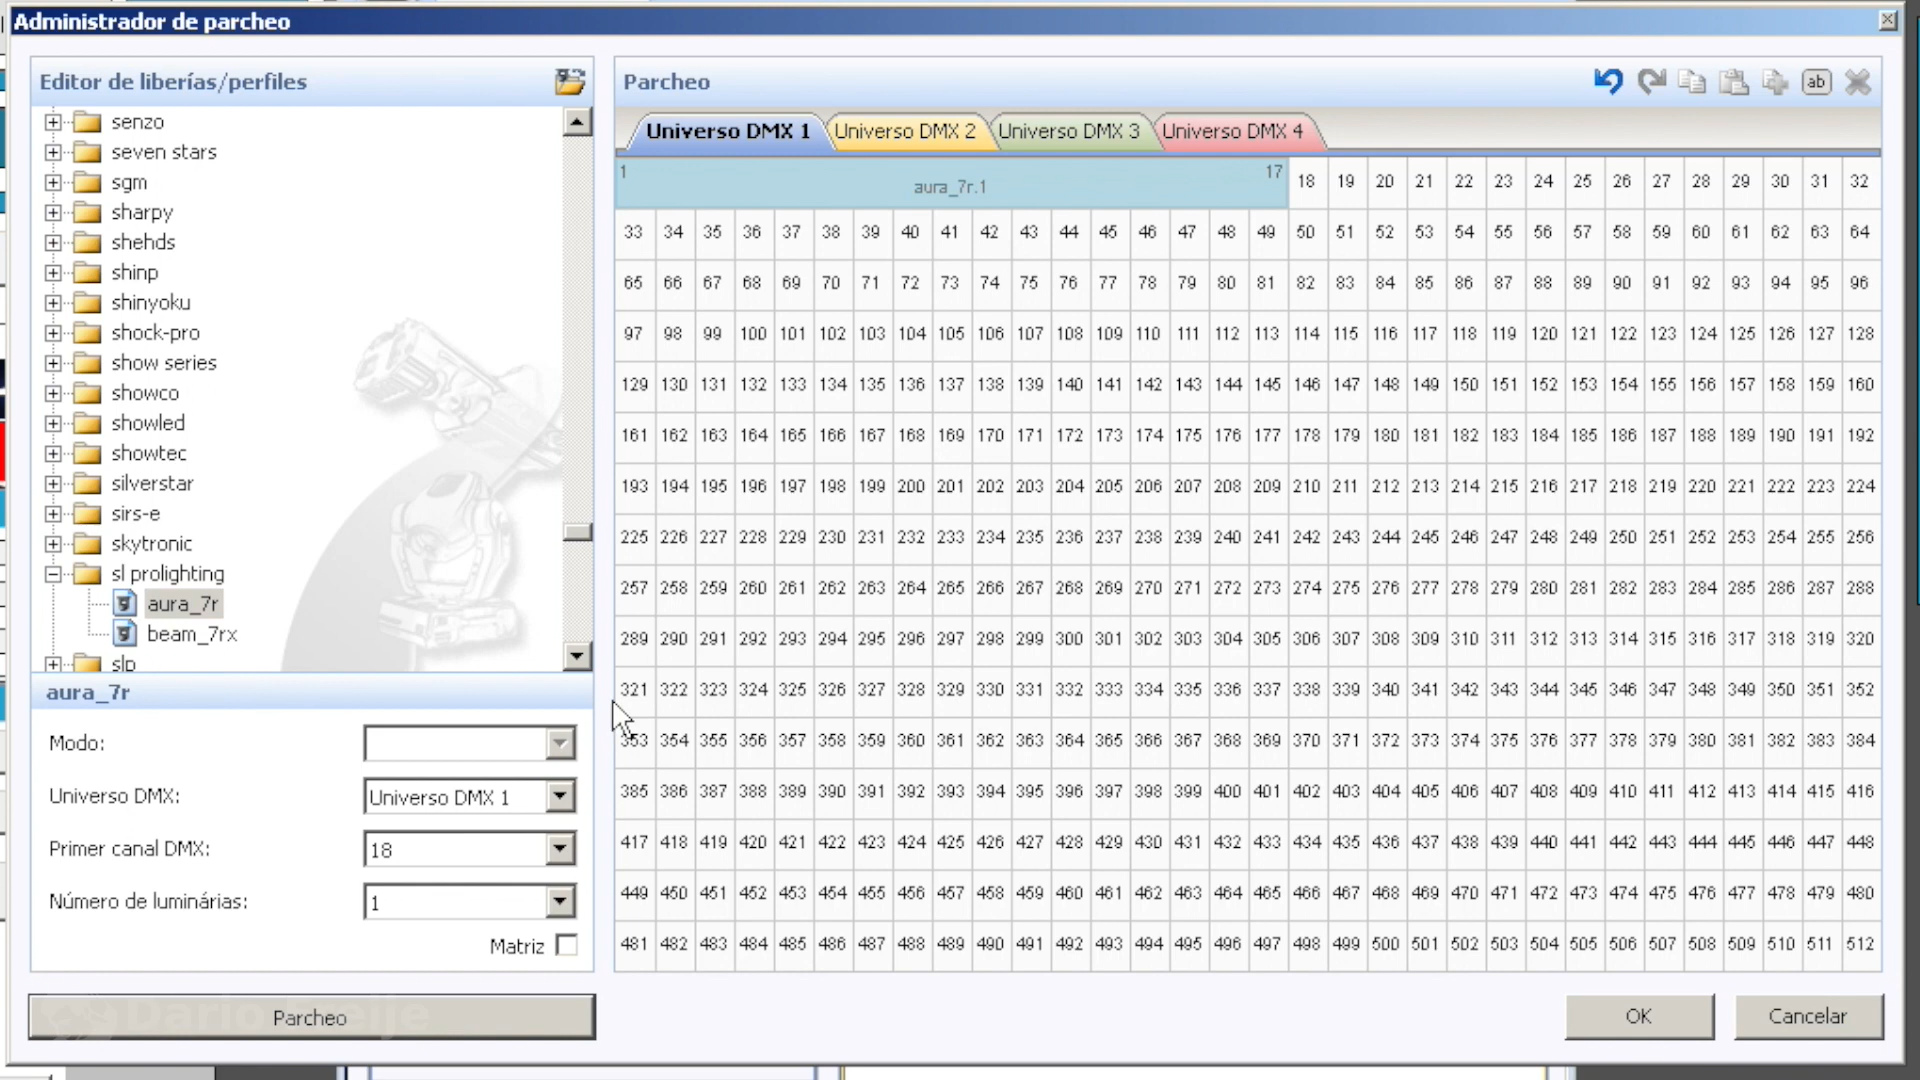 Administrador de parcheo
Editor de liberías/perfiles
senzo
seven stars
sgm
sharpy
shehds
shinp
shinyoku
shock-pro
show series
showco
showled
showtec
silverstar
sirs-e
skytronic
sl prolighting
aura_7r
beam_7rx
slp
aura_7r
Modo:
Universo DMX: Universo DMX 1
Primer canal DMX: 18
Número de luminárias: 1
Matriz
Parcheo
Parcheo
ab
Universo DMX 1 Universo DMX 2 Universo DMX 3 Universo DMX 4
1 aura_7r.1 17 18 19 20 21 22 23 24 25 26 27 28 29 30 31 32
33 34 35 36 37 38 39 40 41 42 43 44 45 46 47 48 49 50 51 52 53 54 55 56 57 58 59 60 61 62 63 64
65 66 67 68 69 70 71 72 73 74 75 76 77 78 79 80 81 82 83 84 85 86 87 88 89 90 91 92 93 94 95 96
97 98 99 100 101 102 103 104 105 106 107 108 109 110 111 112 113 114 115 116 117 118 119 120 121 122 123 124 125 126 127 128
129 130 131 132 133 134 135 136 137 138 139 140 141 142 143 144 145 146 147 148 149 150 151 152 153 154 155 156 157 158 159 160
161 162 163 164 165 166 167 168 169 170 171 172 173 174 175 176 177 178 179 180 181 182 183 184 185 186 187 188 189 190 191 192
193 194 195 196 197 198 199 200 201 202 203 204 205 206 207 208 209 210 211 212 213 214 215 216 217 218 219 220 221 222 223 224
225 226 227 228 229 230 231 232 233 234 235 236 237 238 239 240 241 242 243 244 245 246 247 248 249 250 251 252 253 254 255 256
257 258 259 260 261 262 263 264 265 266 267 268 269 270 271 272 273 274 275 276 277 278 279 280 281 282 283 284 285 286 287 288
289 290 291 292 293 294 295 296 297 298 299 300 301 302 303 304 305 306 307 308 309 310 311 312 313 314 315 316 317 318 319 320
321 322 323 324 325 326 327 328 329 330 331 332 333 334 335 336 337 338 339 340 341 342 343 344 345 346 347 348 349 350 351 352
353 354 355 356 357 358 359 360 361 362 363 364 365 366 367 368 369 370 371 372 373 374 375 376 377 378 379 380 381 382 383 384
385 386 387 388 389 390 391 392 393 394 395 396 397 398 399 400 401 402 403 404 405 406 407 408 409 410 411 412 413 414 415 416
417 418 419 420 421 422 423 424 425 426 427 428 429 430 431 432 433 434 435 436 437 438 439 440 441 442 443 444 445 446 447 448
449 450 451 452 453 454 455 456 457 458 459 460 461 462 463 464 465 466 467 468 469 470 471 472 473 474 475 476 477 478 479 480
481 482 483 484 485 486 487 488 489 490 491 492 493 494 495 496 497 498 499 500 501 502 503 504 505 506 507 508 509 510 511 512
OK
Cancelar